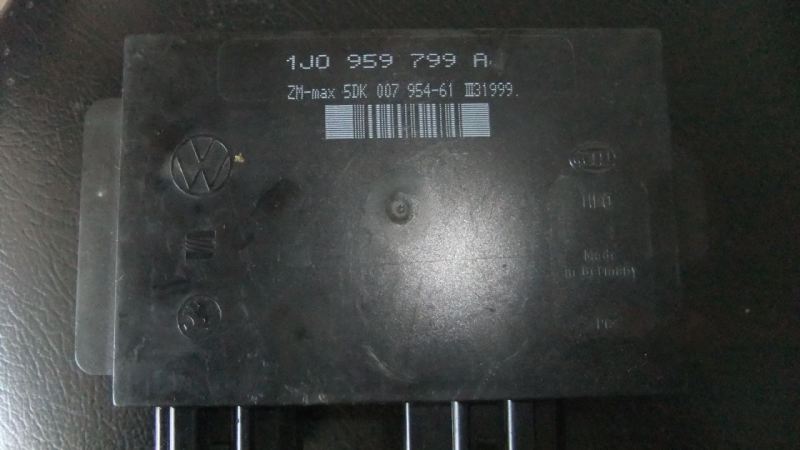 1J0 959 799 A
ZM-max 5DK 007 954-61 III31999.
Made
in Germany